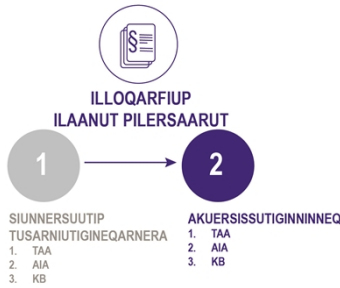 §
ILLOQARFIUP
ILAANUT PILERSAARUT
1
2
SIUNNERSUUTIP
TUSARNIUTIGINEQARNERA
1. TAA
2. AIA
3. KB
AKUERSISSUTIGINNINNEQ
1. TAA
2. AIA
3. KB